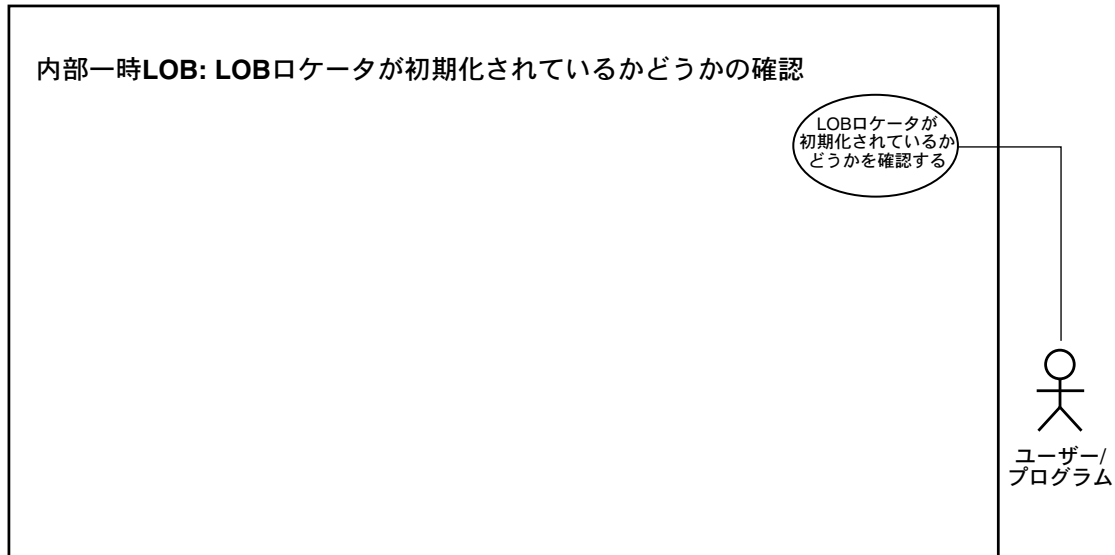 内部一時LOB: LOBロケータが初期化されているかどうかの確認
LOBロケータが
初期化されているか
どうかを確認する
ユーザー/
プログラム